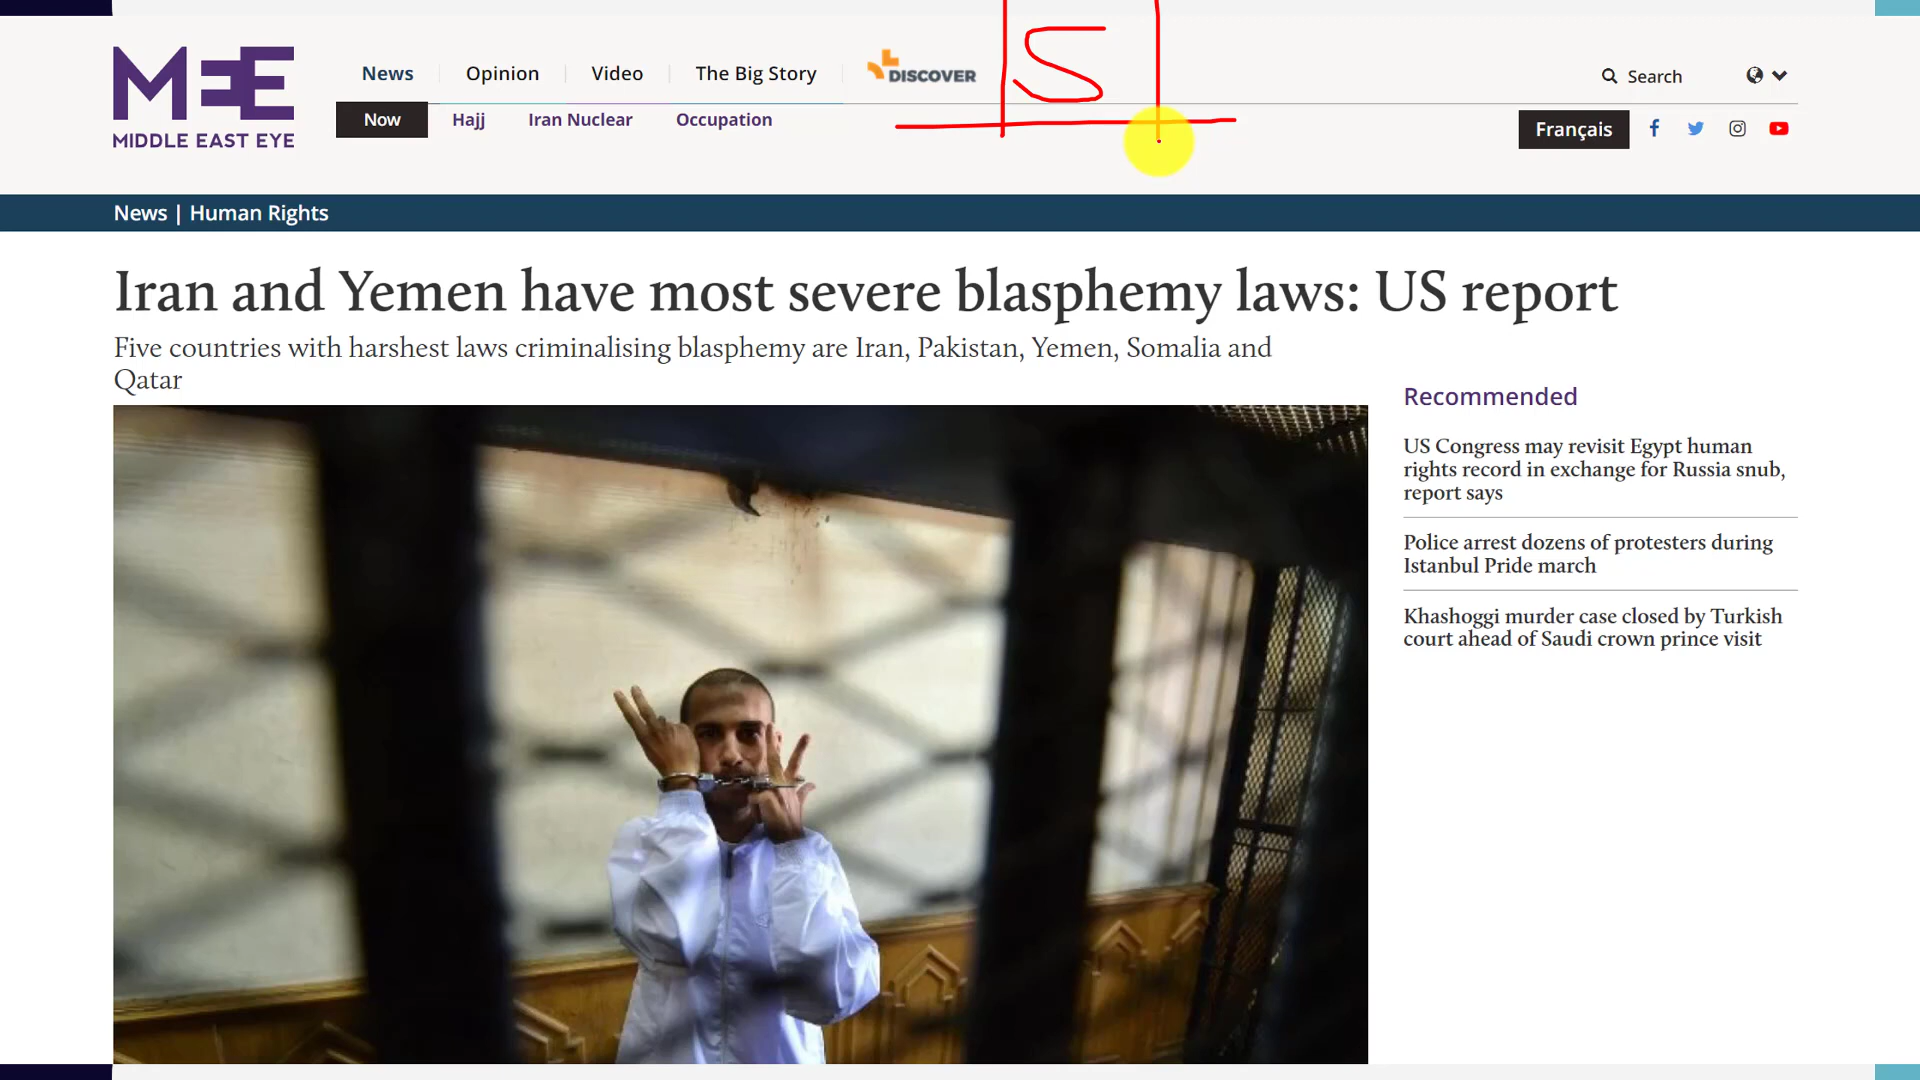 MEE
MIDDLE EAST EYE
News
Opinion
Video
The Big Story
DISCOVER
S
Search
Now
Hajj
Iran Nuclear
Occupation
Français
News | Human Rights
Iran and Yemen have most severe blasphemy laws: US report
Five countries with harshest laws criminalising blasphemy are Iran, Pakistan, Yemen, Somalia and
Qatar
Recommended
US Congress may revisit Egypt human
rights record in exchange for Russia snub,
report says
Police arrest dozens of protesters during
Istanbul Pride march
Khashoggi murder case closed by Turkish
court ahead of Saudi crown prince visit